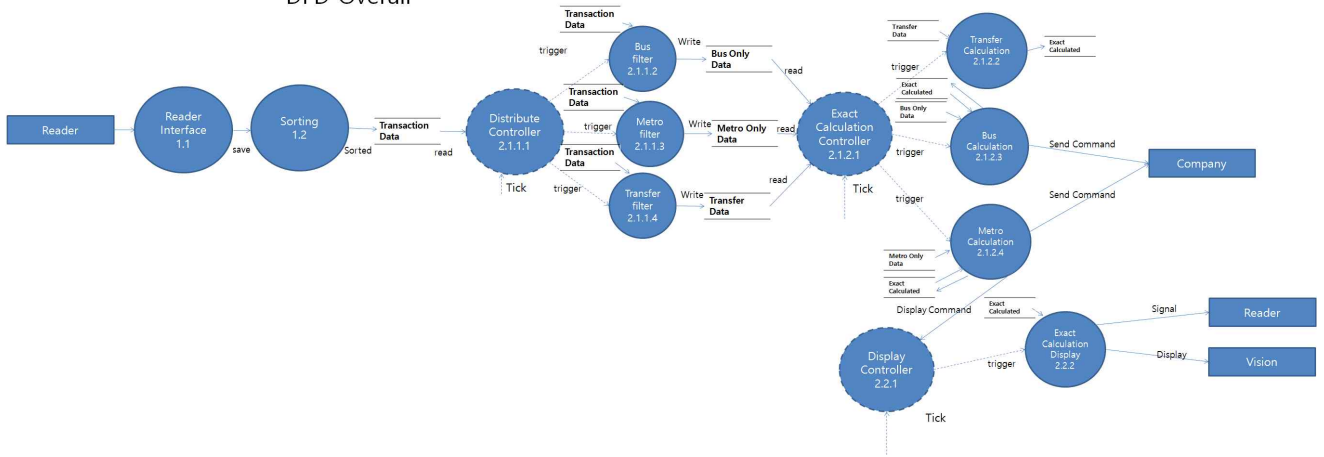 DFD-Overall
Reader
Reader
Interface
1.1
save
Sorting
1.2
Sorted
Transaction
Data
read
Distribute
Controller
2.1.1.1
Tick
trigger
Transaction
Data
Bus
filter
2.1.1.2
Write
Bus Only
Data
read
trigger
Transaction
Data
Metro
filter
2.1.1.3
Write
Metro Only
Data
read
trigger
Transaction
Data
Transfer
filter
2.1.1.4
Write
Transfer
Data
read
Exact
Calculation
Controller
2.1.2.1
Tick
trigger
Transfer
Data
Transfer
Calculation
2.1.2.2
Exact
Calculated
trigger
Exact
Calculated
Bus Only
Data
Bus
Calculation
2.1.2.3
Send Command
Company
trigger
Metro Only
Data
Exact
Calculated
Metro
Calculation
2.1.2.4
Send Command
Display Command
Display
Controller
2.2.1
Tick
trigger
Exact
Calculated
Exact
Calculation
Display
2.2.2
Signal
Reader
Display
Vision